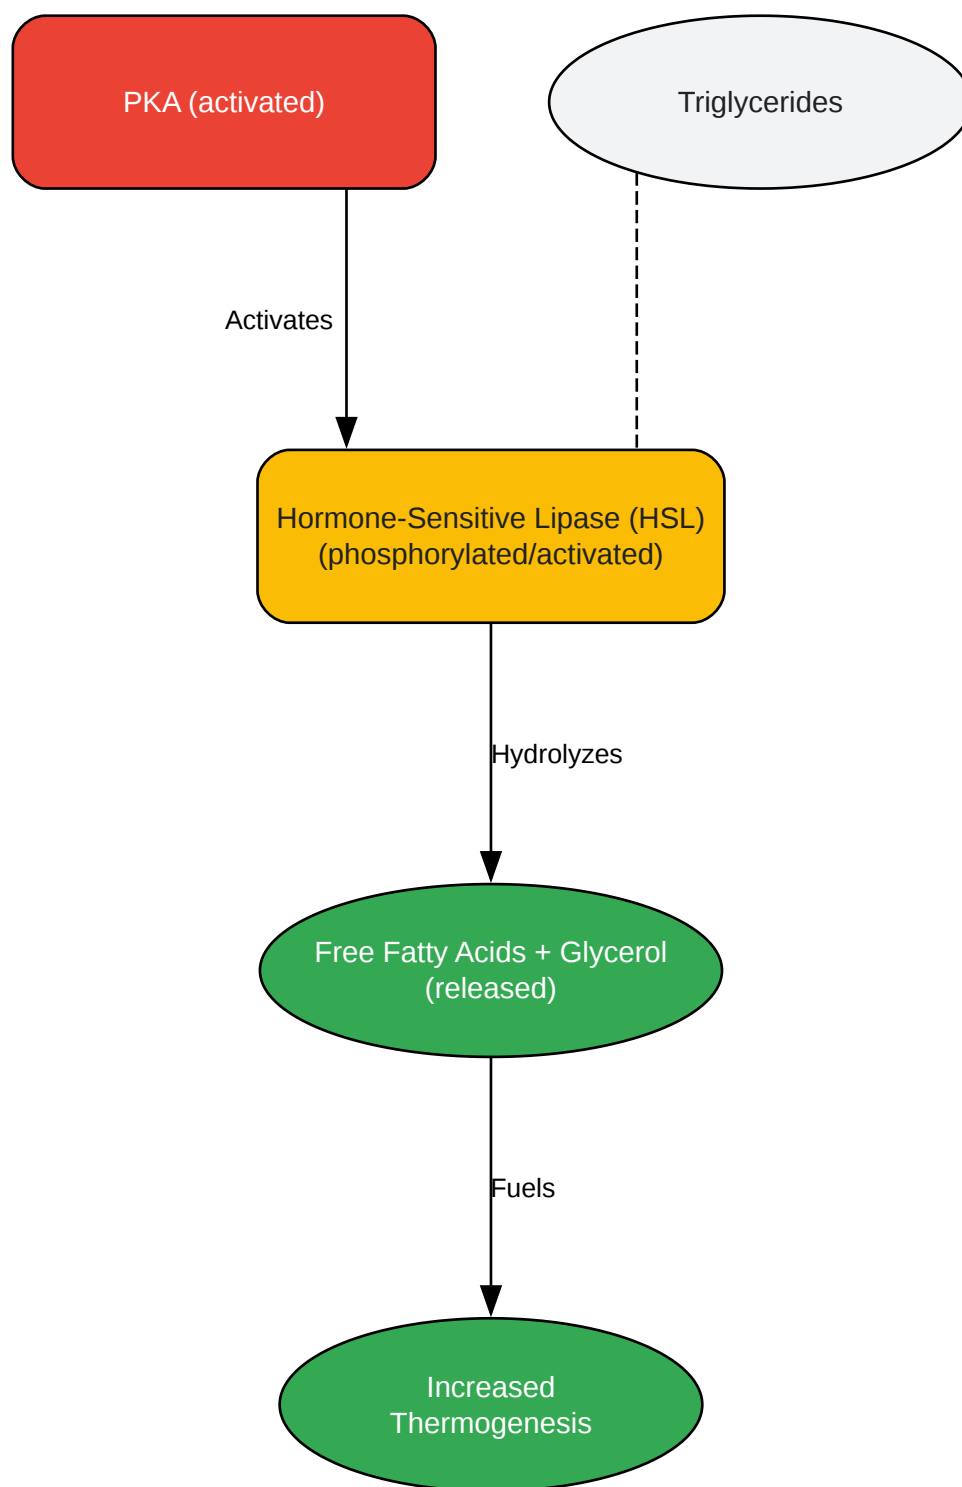 PKA (activated)
Triglycerides
Activates
Hormone-Sensitive Lipase (HSL)
(phosphorylated/activated)
Hydrolyzes
Free Fatty Acids + Glycerol
(released)
Fuels
Increased
Thermogenesis